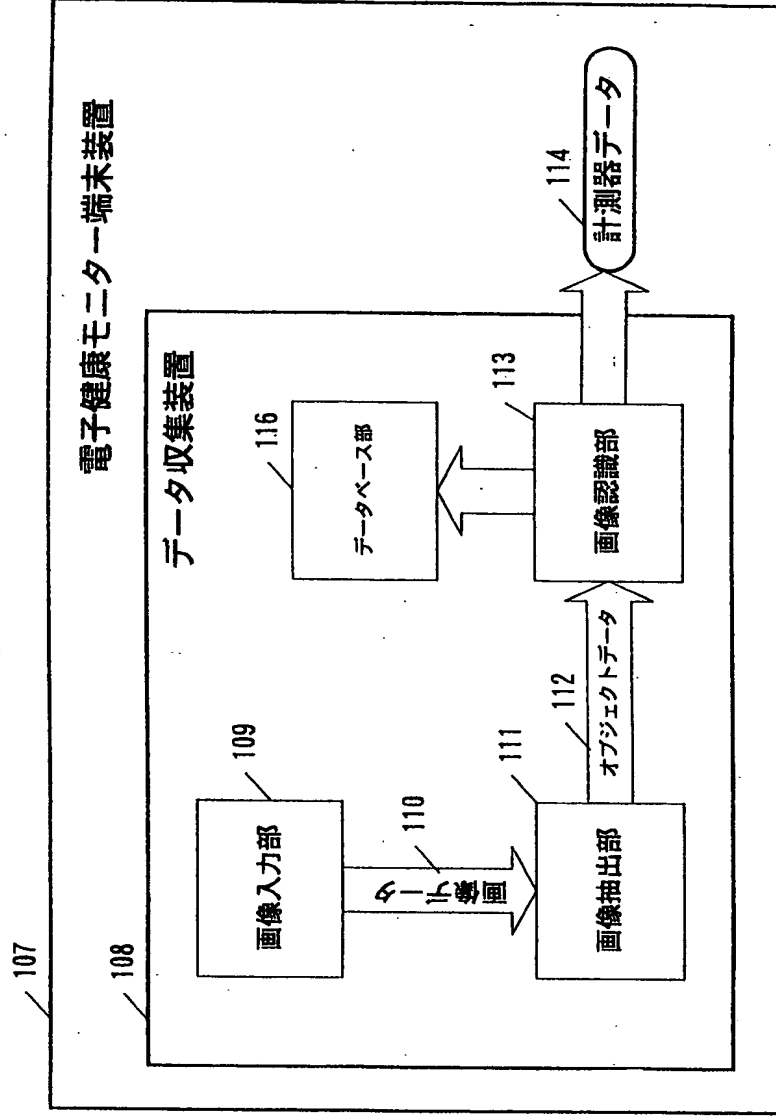 107
電子健康モニター端末装置
108
データ収集装置
109
画像入力部
110
画像データ
111
画像抽出部
112
オブジェクトデータ
116
データベース部
113
画像認識部
114
計測器データ